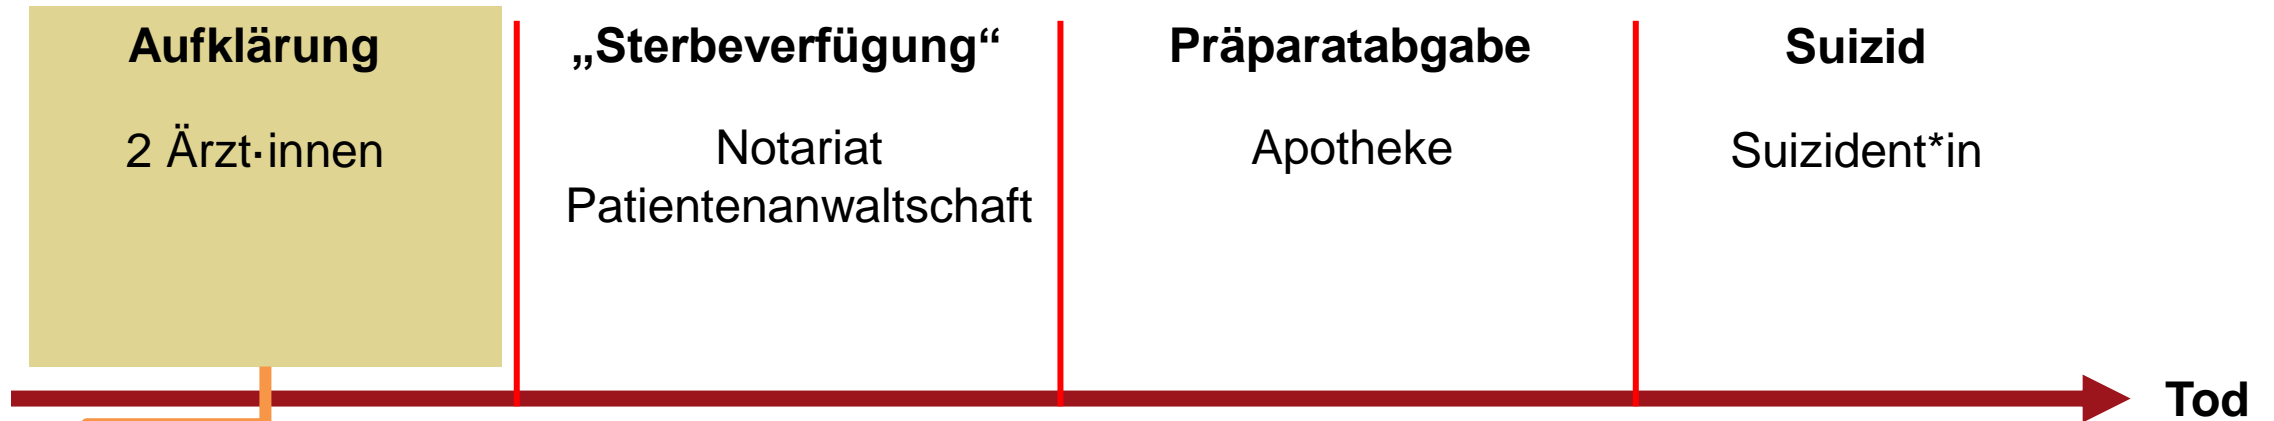 Aufklärung
2 Ärzt·innen
„Sterbeverfügung“
Notariat
Patientenanwaltschaft
Präparatabgabe
Apotheke
Suizid
Suizident*in
Tod